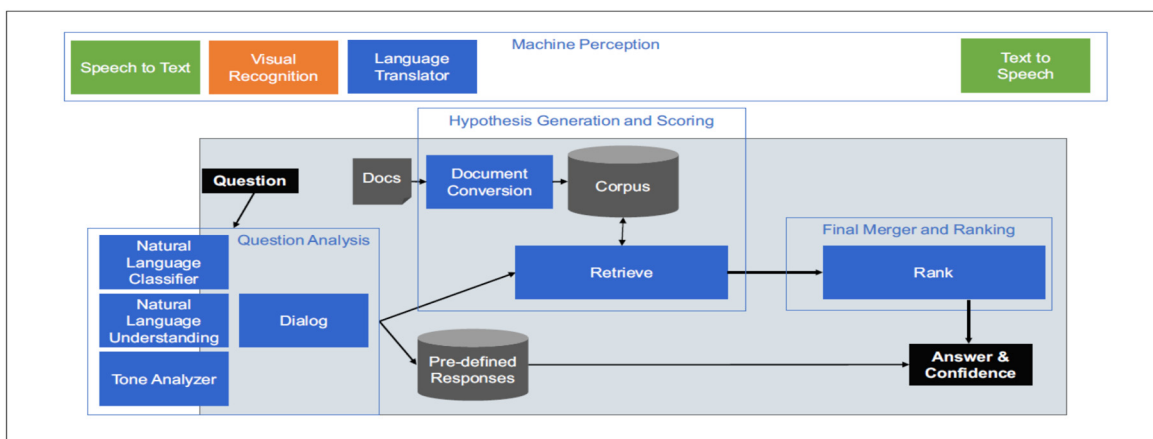 Machine Perception
Speech to Text
Visual
Recognition
Language
Translator
Text to
Speech
Hypothesis Generation and Scoring
Question
Docs
Document
Conversion
Corpus
Question Analysis
Natural
Language
Classifier
Natural
Language
Understanding
Tone Analyzer
Dialog
Retrieve
Final Merger and Ranking
Rank
Pre-defined
Responses
Answer &
Confidence